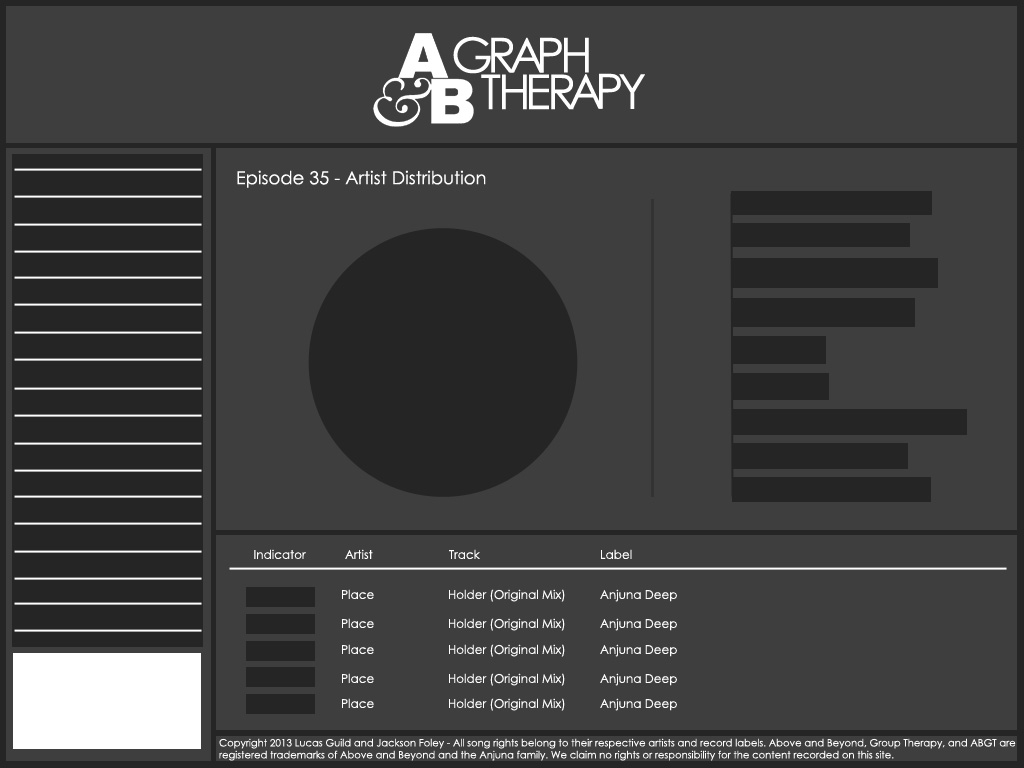 A GRAPH
& B THERAPY
Episode 35 - Artist Distribution
Indicator Artist Track Label
Place Holder (Original Mix) Anjuna Deep
Place Holder (Original Mix) Anjuna Deep
Place Holder (Original Mix) Anjuna Deep
Place Holder (Original Mix) Anjuna Deep
Place Holder (Original Mix) Anjuna Deep
Copyright 2013 Lucas Guild and Jackson Foley - All song rights belong to their respective artists and record labels. Above and Beyond, Group Therapy, and ABGT are
registered trademarks of Above and Beyond and the Anjuna family. We claim no rights or responsibility for the content recorded on this site.